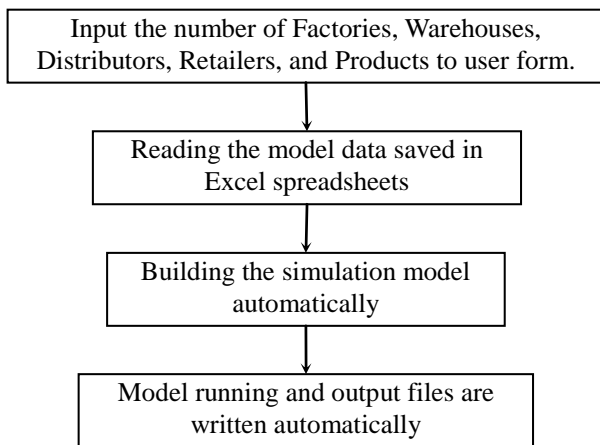 Input the number of Factories, Warehouses,
Distributors, Retailers, and Products to user form.
Reading the model data saved in
Excel spreadsheets
Building the simulation model
automatically
Model running and output files are
written automatically